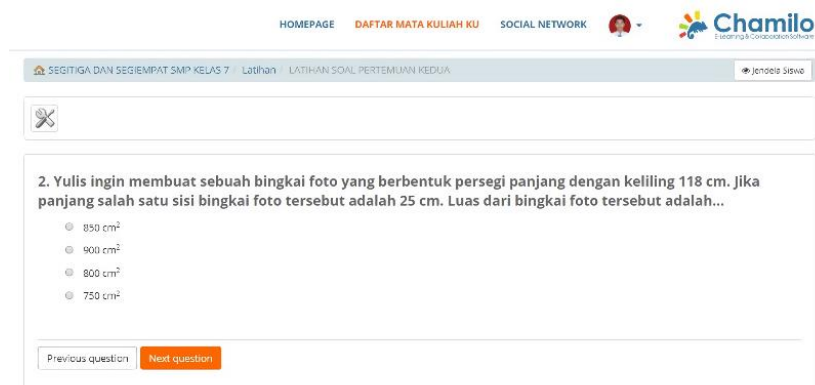 HOMEPAGE DAFTAR MATA KULIAH KU SOCIAL NETWORK
Chamilo
E-Learning & Collaboration Software
SEGITIGA DAN SEGIEMPAT SMP KELAS 7 / Latihan / LATIHAN SOAL PERTEMUAN KEDUA
Jendela Siswa
2. Yulis ingin membuat sebuah bingkai foto yang berbentuk persegi panjang dengan keliling 118 cm. Jika
panjang salah satu sisi bingkai foto tersebut adalah 25 cm. Luas dari bingkai foto tersebut adalah...
850 cm²
900 cm²
800 cm²
750 cm²
Previous question Next question